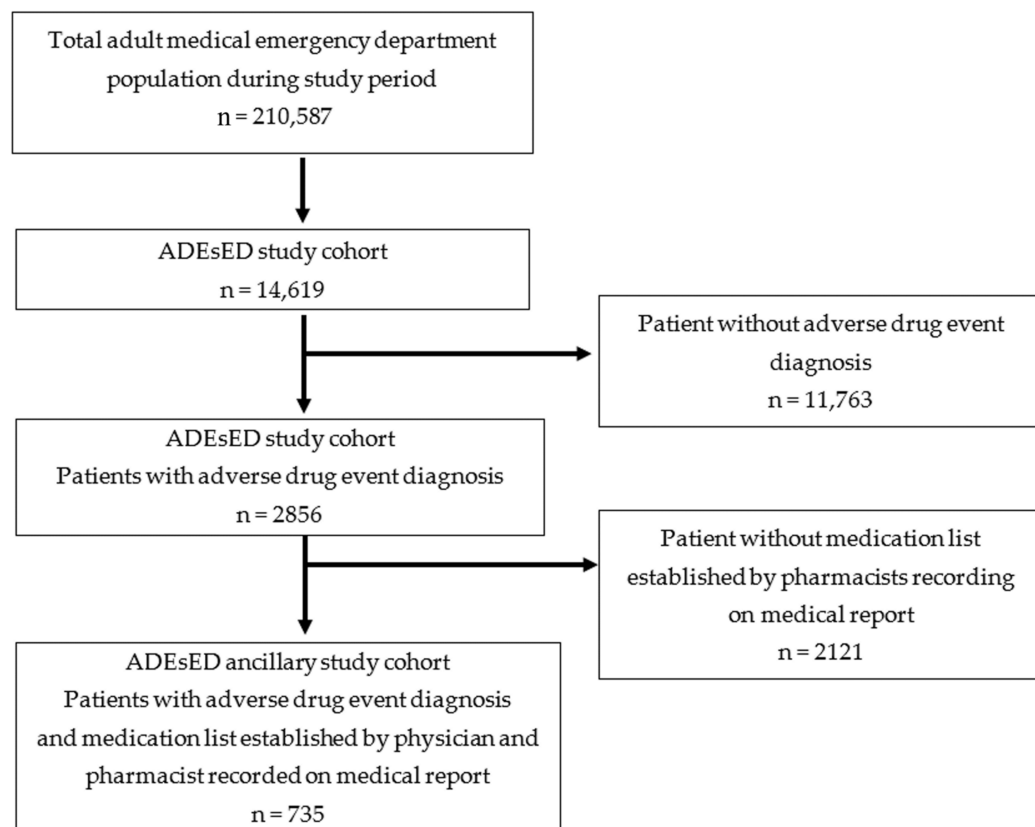 Total adult medical emergency department
population during study period
n = 210,587
ADEsED study cohort
n = 14,619
Patient without adverse drug event
diagnosis
n = 11,763
ADEsED study cohort
Patients with adverse drug event diagnosis
n = 2856
Patient without medication list
established by pharmacists recording
on medical report
n = 2121
ADEsED ancillary study cohort
Patients with adverse drug event diagnosis
and medication list established by physician and
pharmacist recorded on medical report
n = 735